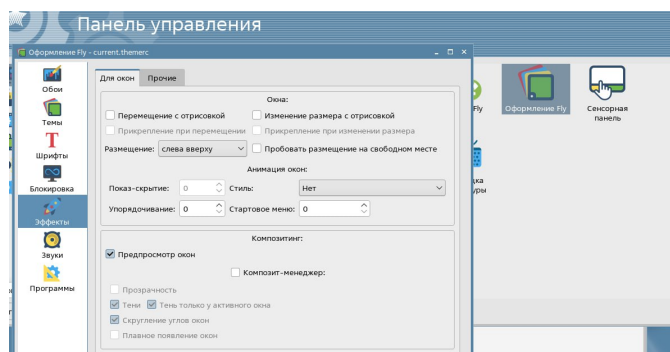 Панель управления
Оформление Fly - current.themerc
Обои
Темы
Шрифты
Блокировка
Эффекты
Звуки
Программы
Для окон Прочие
Окна:
Перемещение с отрисовкой Изменение размера с отрисовкой
Прикрепление при перемещении Прикрепление при изменении размера
Размещение: слева вверху Пробовать размещение на свободном месте
Анимация окон:
Показ-скрытие: 0 Стиль: Нет
Упорядочивание: 0 Стартовое меню: 0
Композитинг:
Предпросмотр окон
Композит-менеджер:
Прозрачность
Тени Тень только у активного окна
Скругление углов окон
Плавное появление окон
Fly
Оформление Fly
Сенсорная
панель